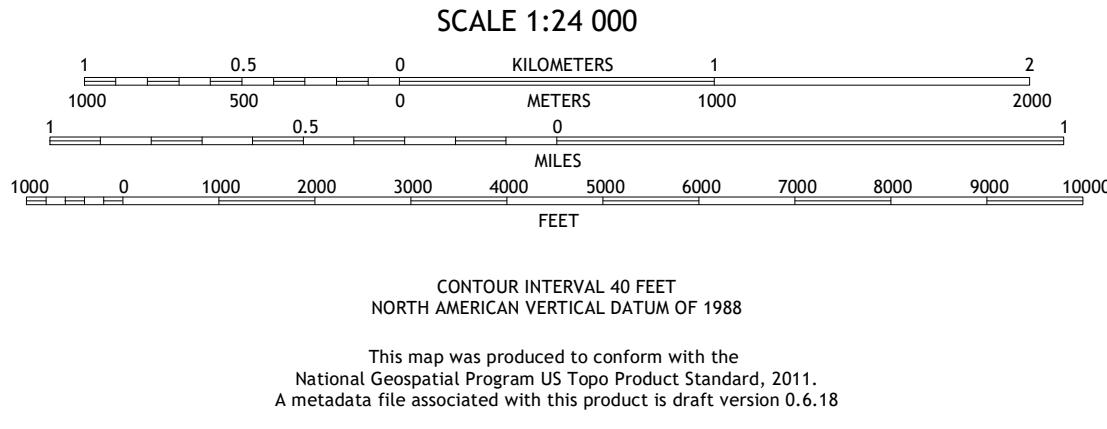 SCALE 1:24 000
1 0.5 0 KILOMETERS 1 2
1000 500 0 METERS 1000 2000
1 0.5 0 1
MILES
1000 0 1000 2000 3000 4000 5000 6000 7000 8000 9000 10000
FEET
CONTOUR INTERVAL 40 FEET
NORTH AMERICAN VERTICAL DATUM OF 1988
This map was produced to conform with the
National Geospatial Program US Topo Product Standard, 2011.
A metadata file associated with this product is draft version 0.6.18